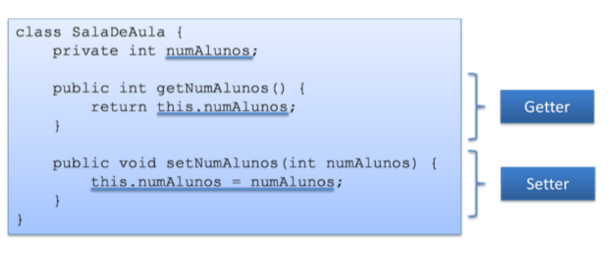 class SalaDeAula {
    private int numAlunos;
    public int getNumAlunos() {
        return this.numAlunos;
    }
Getter
    public void setNumAlunos(int numAlunos) {
        this.numAlunos = numAlunos;
    }
Setter
}